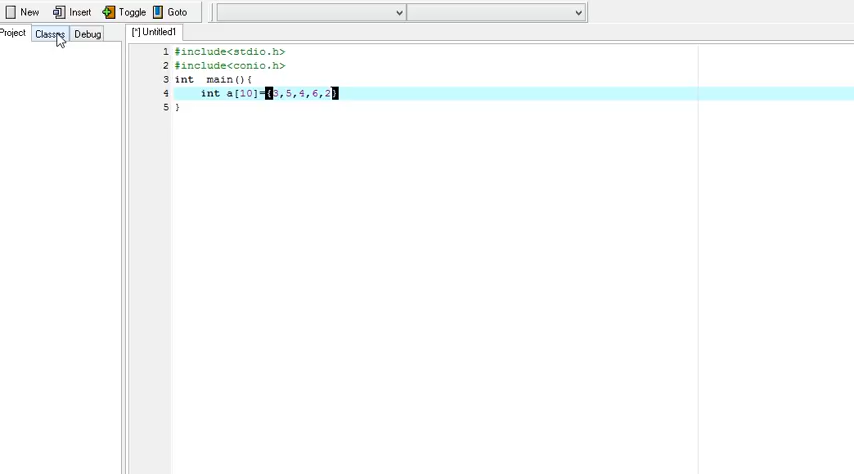 New Insert Toggle Goto
Project Classes Debug
[*] Untitled1
1 #include<stdio.h>
2 #include<conio.h>
3 int  main(){
4     int a[10]={3,5,4,6,2}
5 }